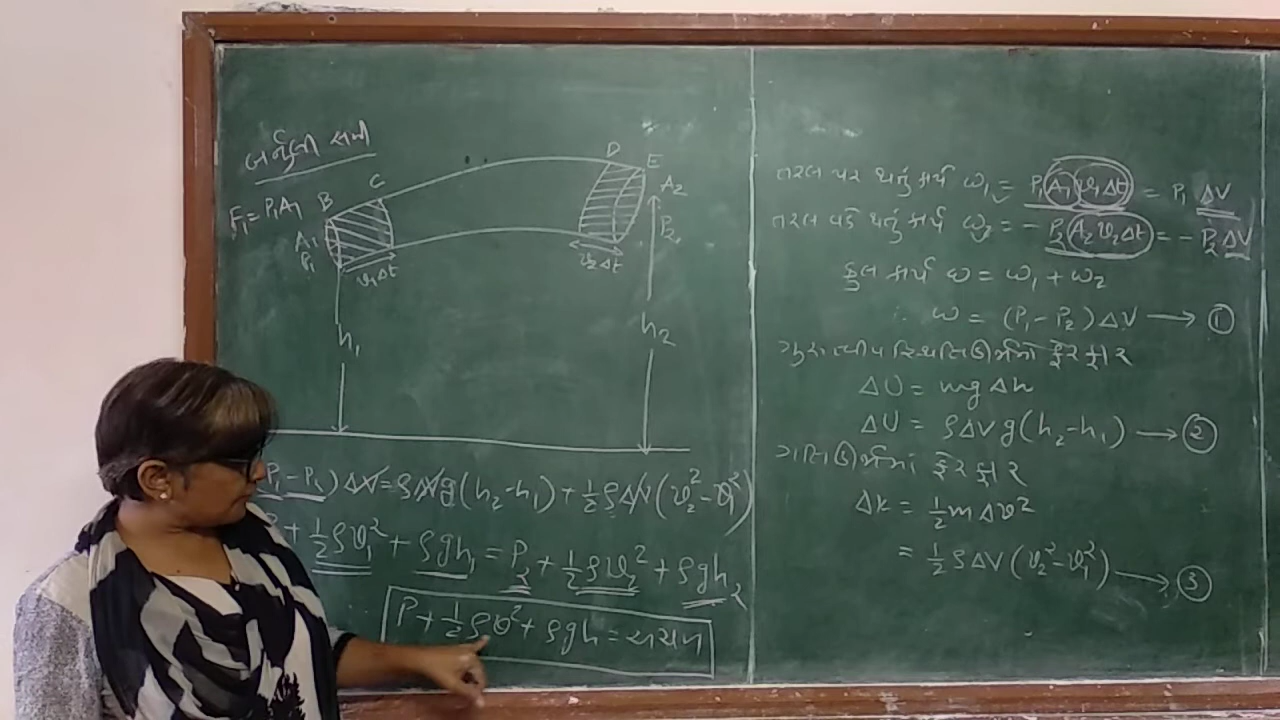 બર્નુલી સમી
F₁ = P₁A₁
B
C
D
E
A₁
P₁
v₁Δt
A₂
P₂
v₂Δt
h₁
h₂
P₁ - P₂) ΔV = ρΔVg(h₂ - h₁) + ½ρΔV(v₂² - v₁²)
+ ½ρv₁² + ρgh₁ = P₂ + ½ρv₂² + ρgh₂
P + ½ρv² + ρgh = અચળ
તરલ પર થતું કાર્ય ω₁ = P₁A₁v₁Δt = P₁ΔV
તરલ વડે થતું કાર્ય ω₂ = -P₂A₂v₂Δt = -P₂ΔV
કુલ કાર્ય ω = ω₁ + ω₂
∴ ω = (P₁ - P₂)ΔV → ①
ગુરુત્વીય સ્થિતિઊર્જામાં ફેરફાર
ΔU = mgΔh
ΔU = ρΔVg(h₂ - h₁) → ②
ગતિઊર્જામાં ફેરફાર
Δk = ½mΔv²
= ½ρΔV(v₂² - v₁²) → ③